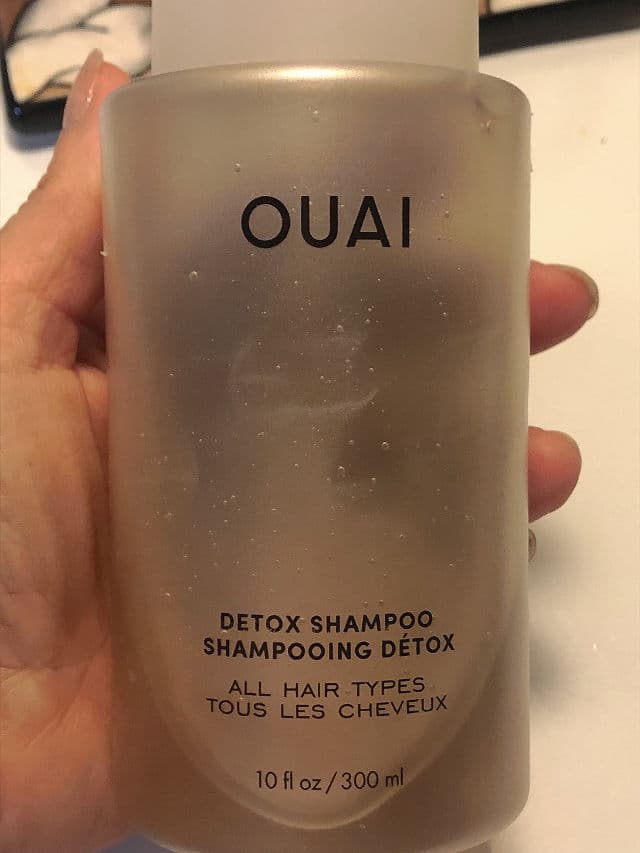 OUAI
DETOX SHAMPOO
SHAMPOOING DÉTOX
ALL HAIR TYPES
TOUS LES CHEVEUX
10 fl oz / 300 ml